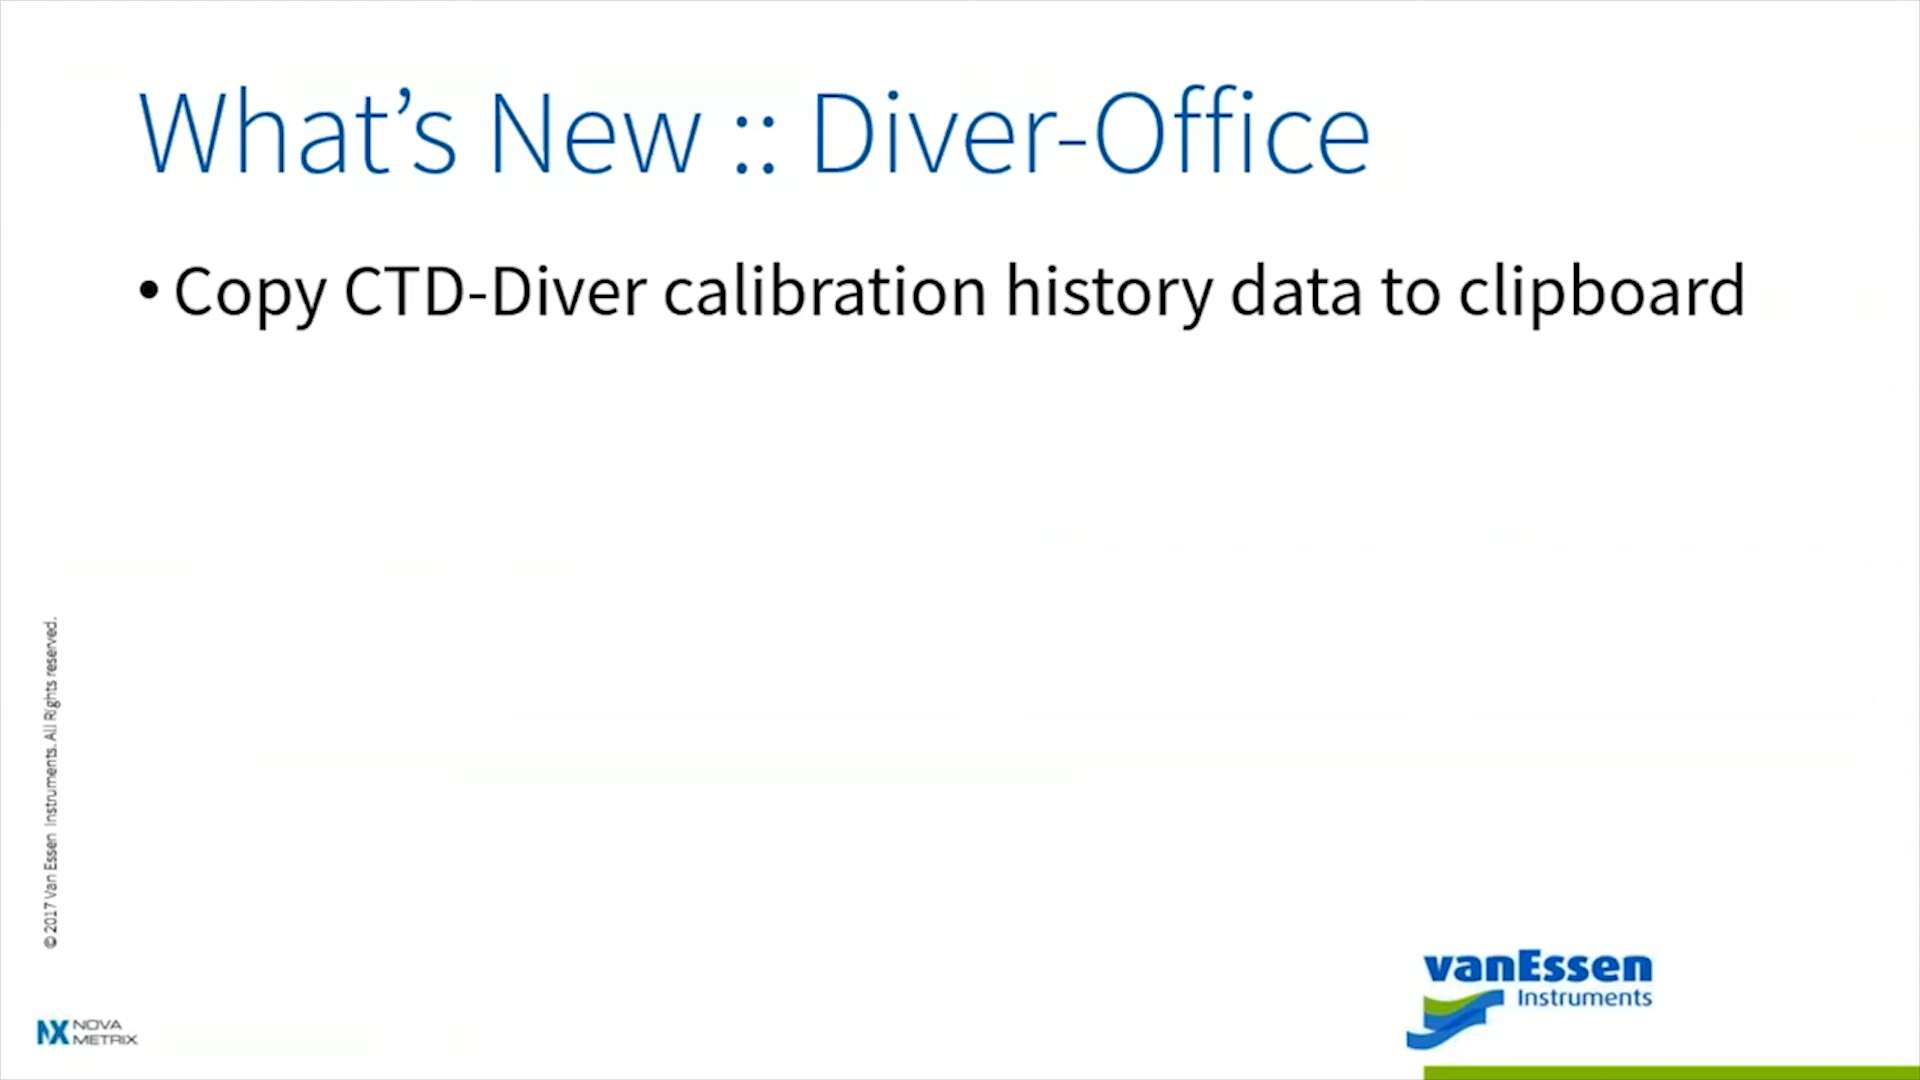 What’s New :: Diver-Office
• Copy CTD-Diver calibration history data to clipboard
© 2017 Van Essen Instruments. All Rights reserved.
NOVA
METRIX
vanEssen
Instruments